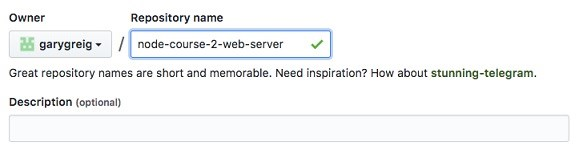 Owner Repository name
garygreig / node-course-2-web-server
Great repository names are short and memorable. Need inspiration? How about stunning-telegram.
Description (optional)